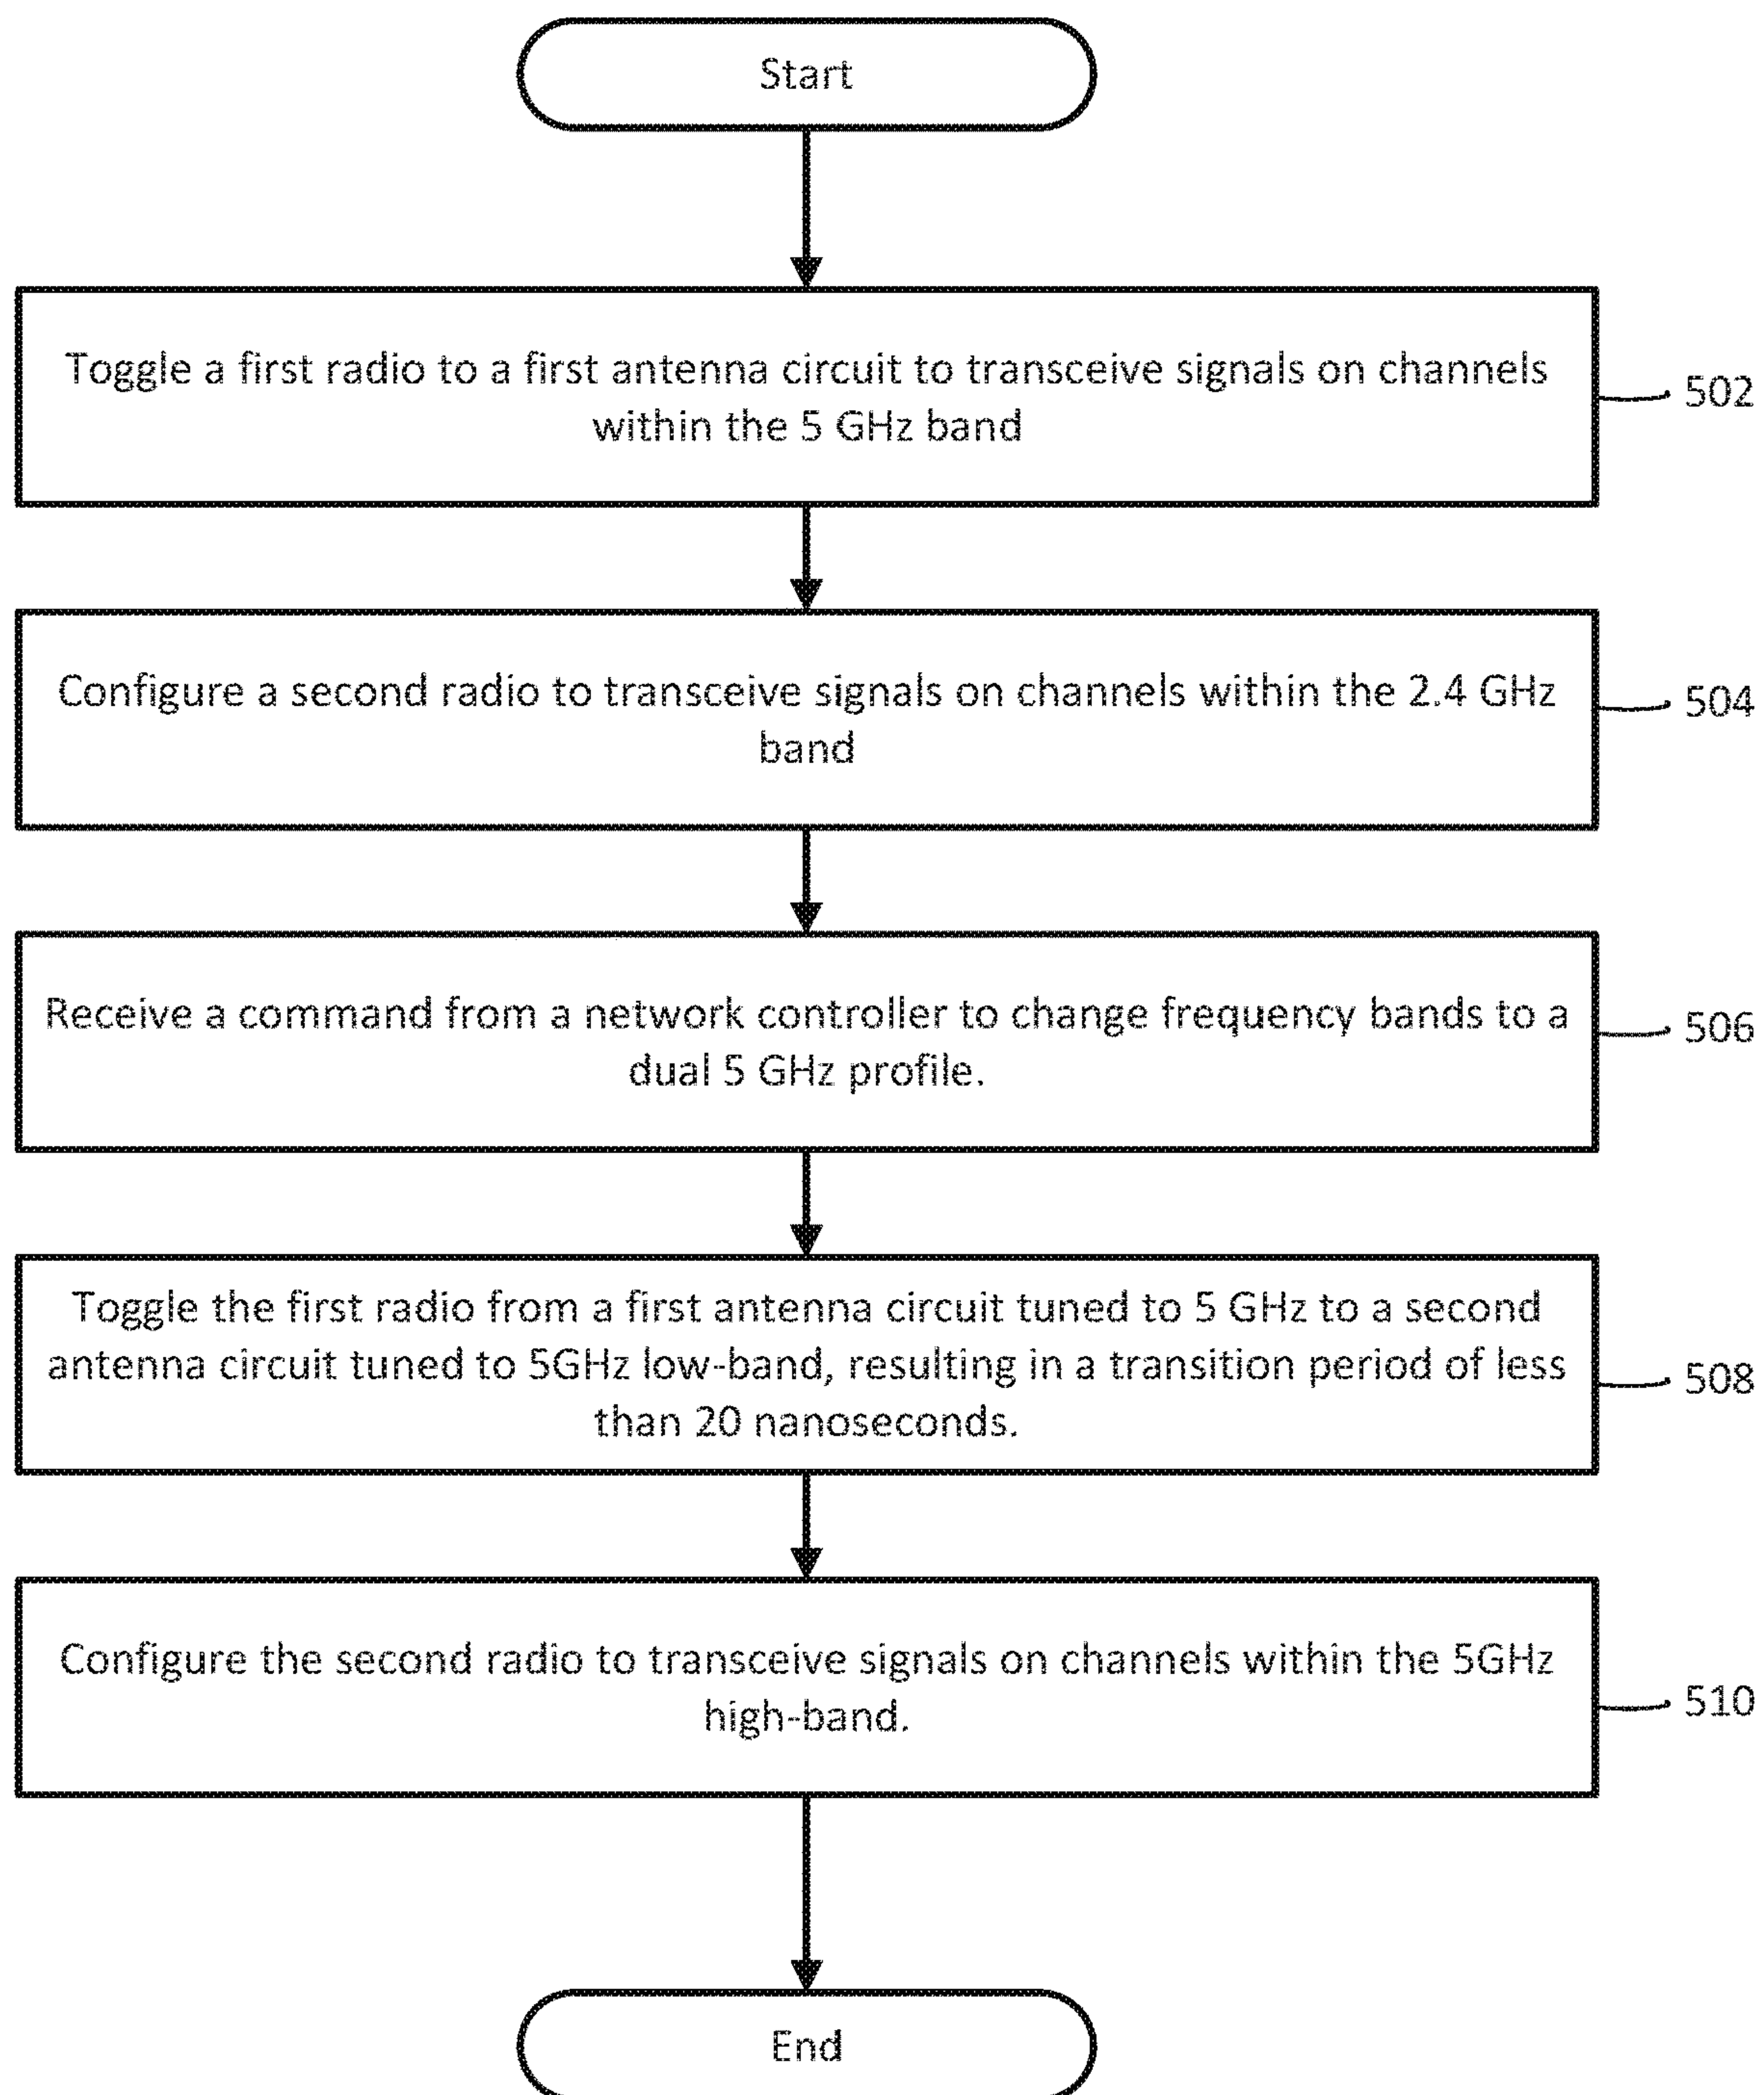 Start
Toggle a first radio to a first antenna circuit to transceive signals on channels
within the 5 GHz band
502
Configure a second radio to transceive signals on channels within the 2.4 GHz
band
504
Receive a command from a network controller to change frequency bands to a
dual 5 GHz profile.
506
Toggle the first radio from a first antenna circuit tuned to 5 GHz to a second
antenna circuit tuned to 5GHz low-band, resulting in a transition period of less
than 20 nanoseconds.
508
Configure the second radio to transceive signals on channels within the 5GHz
high-band.
510
End